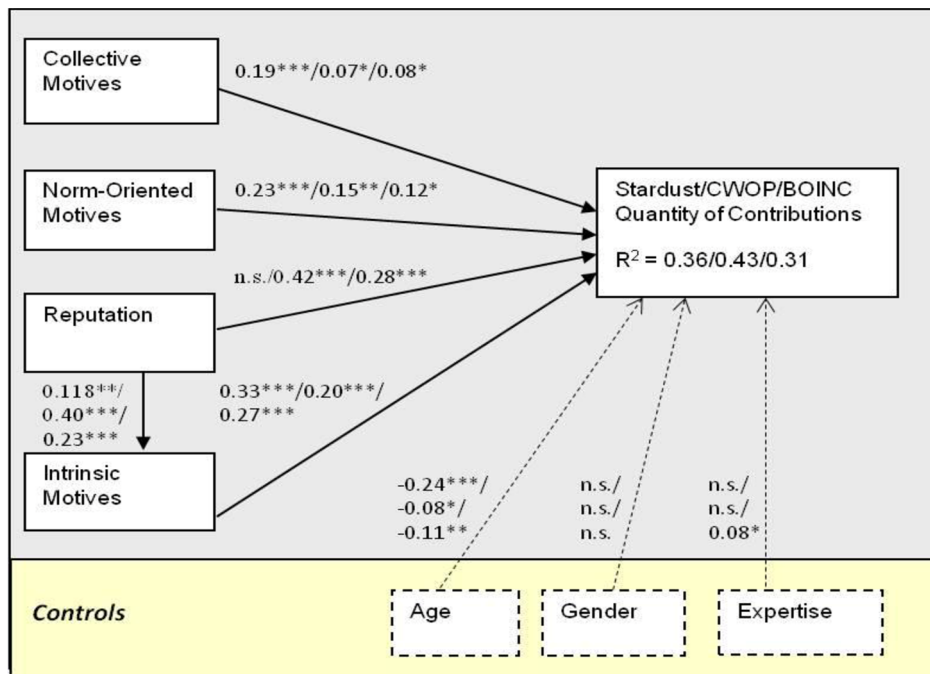 Collective
Motives
0.19***/0.07*/0.08*
Norm-Oriented
Motives
0.23***/0.15**/0.12*
Stardust/CWOP/BOINC
Quantity of Contributions
R² = 0.36/0.43/0.31
n.s./0.42***/0.28***
Reputation
0.118**/
0.40***/
0.23***
0.33***/0.20***/
0.27***
Intrinsic
Motives
-0.24***/
-0.08*/
-0.11**
n.s./
n.s./
n.s.
n.s./
n.s./
0.08*
Controls
Age
Gender
Expertise